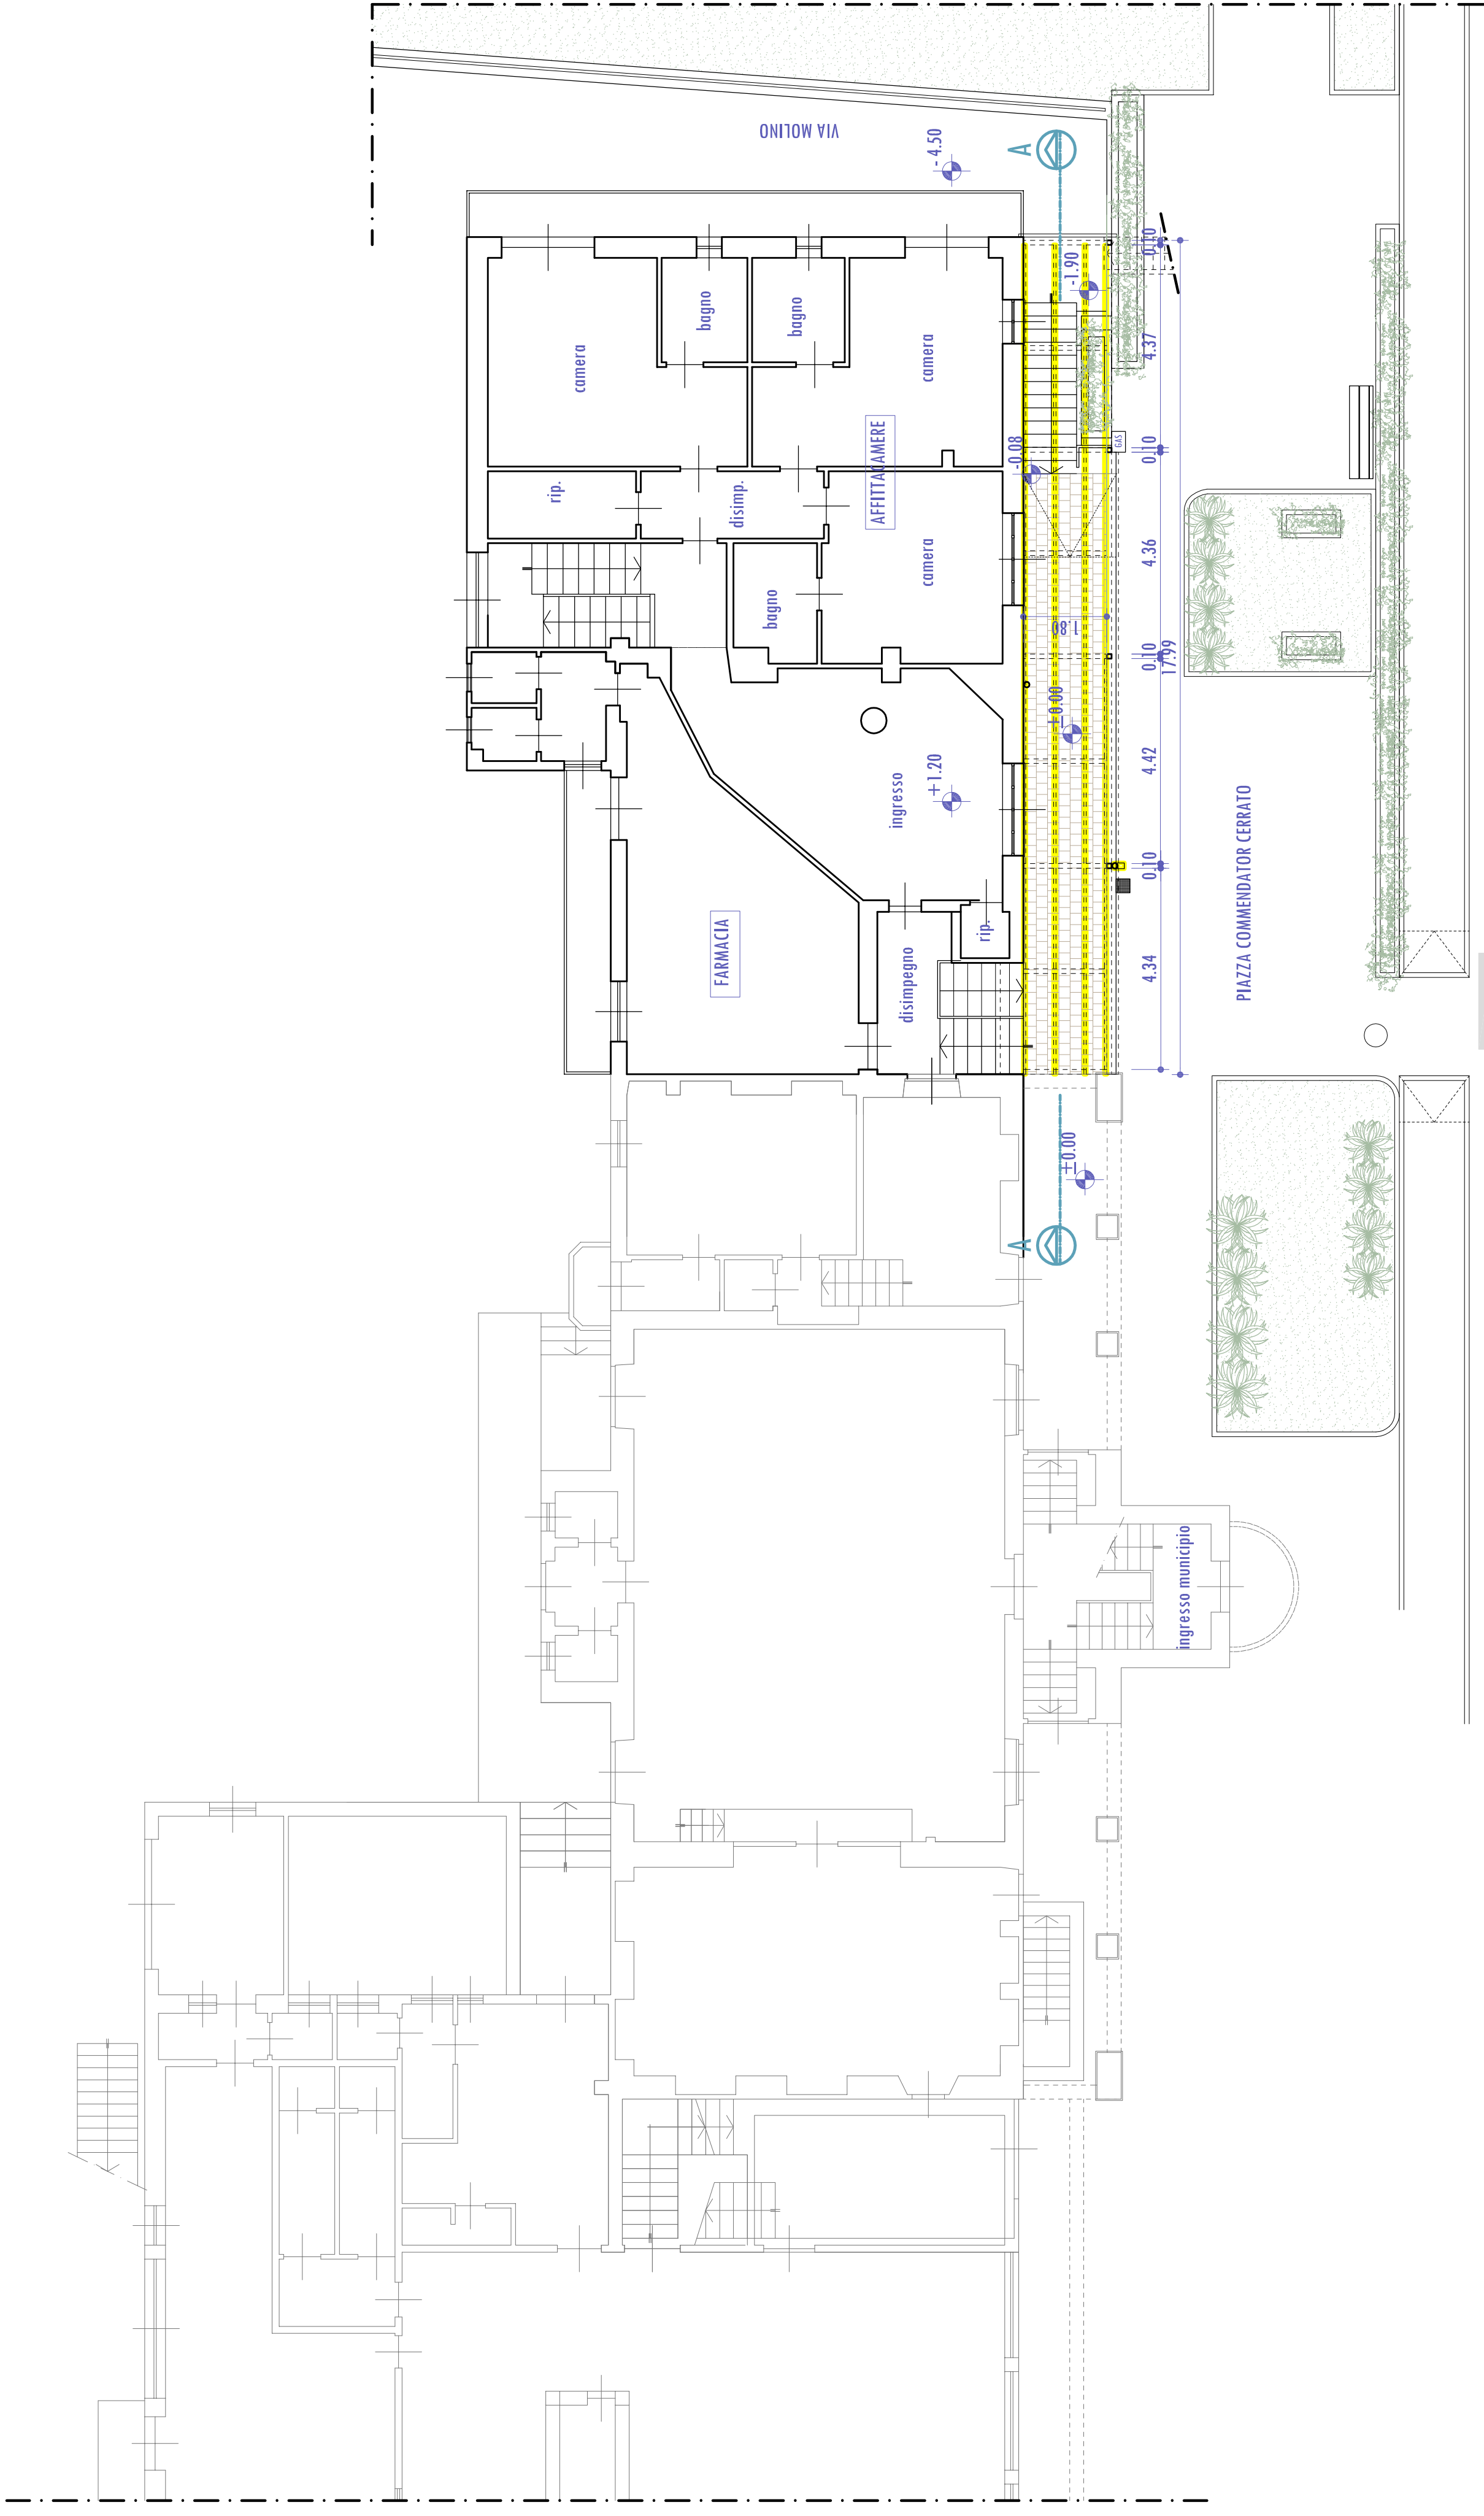 VIA MOLINO
- 4.50
A
-1.90
0.10
bagno
bagno
camera
camera
4.37
AFFITTACAMERE
-0.08
GAS
0.10
rip.
disimp.
camera
4.36
bagno
1.80
0.10
17.99
±0.00
+1.20
ingresso
4.42
0.10
FARMACIA
rip.
disimpegno
4.34
PIAZZA COMMENDATOR CERRATO
±0.00
A
ingresso municipio